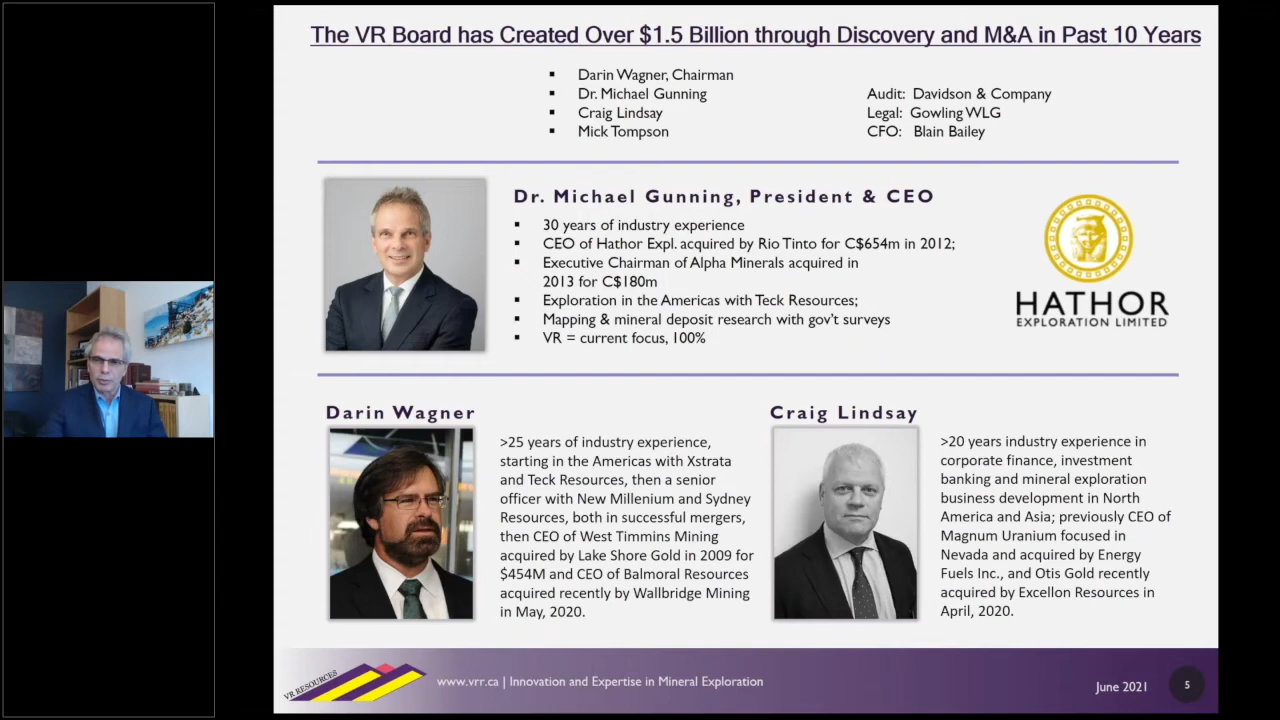 The VR Board has Created Over $1.5 Billion through Discovery and M&A in Past 10 Years
▪ Darin Wagner, Chairman
▪ Dr. Michael Gunning
▪ Craig Lindsay
▪ Mick Tompson
Audit: Davidson & Company
Legal: Gowling WLG
CFO: Blain Bailey
Dr. Michael Gunning, President & CEO
▪ 30 years of industry experience
▪ CEO of Hathor Expl. acquired by Rio Tinto for C$654m in 2012;
▪ Executive Chairman of Alpha Minerals acquired in
2013 for C$180m
▪ Exploration in the Americas with Teck Resources;
▪ Mapping & mineral deposit research with gov't surveys
▪ VR = current focus, 100%
HATHOR
EXPLORATION LIMITED
Darin Wagner
>25 years of industry experience,
starting in the Americas with Xstrata
and Teck Resources, then a senior
officer with New Millenium and Sydney
Resources, both in successful mergers,
then CEO of West Timmins Mining
acquired by Lake Shore Gold in 2009 for
$454M and CEO of Balmoral Resources
acquired recently by Wallbridge Mining
in May, 2020.
Craig Lindsay
>20 years industry experience in
corporate finance, investment
banking and mineral exploration
business development in North
America and Asia; previously CEO of
Magnum Uranium focused in
Nevada and acquired by Energy
Fuels Inc., and Otis Gold recently
acquired by Excellon Resources in
April, 2020.
VR RESOURCES
www.vrr.ca | Innovation and Expertise in Mineral Exploration
June 2021
5